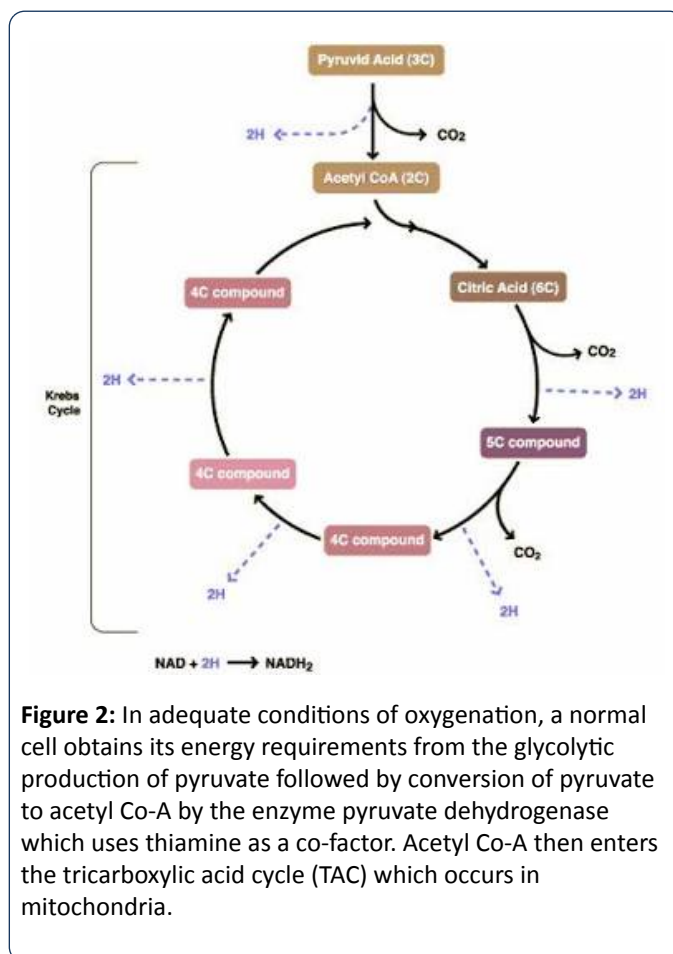 Pyruvid Acid (3C)
2H
CO₂
Acetyl CoA (2C)
4C compound
Citric Acid (6C)
CO₂
2H
Krebs
Cycle
2H
5C compound
4C compound
4C compound
CO₂
2H
2H
NAD + 2H → NADH₂
Figure 2: In adequate conditions of oxygenation, a normal
cell obtains its energy requirements from the glycolytic
production of pyruvate followed by conversion of pyruvate
to acetyl Co-A by the enzyme pyruvate dehydrogenase
which uses thiamine as a co-factor. Acetyl Co-A then enters
the tricarboxylic acid cycle (TAC) which occurs in
mitochondria.